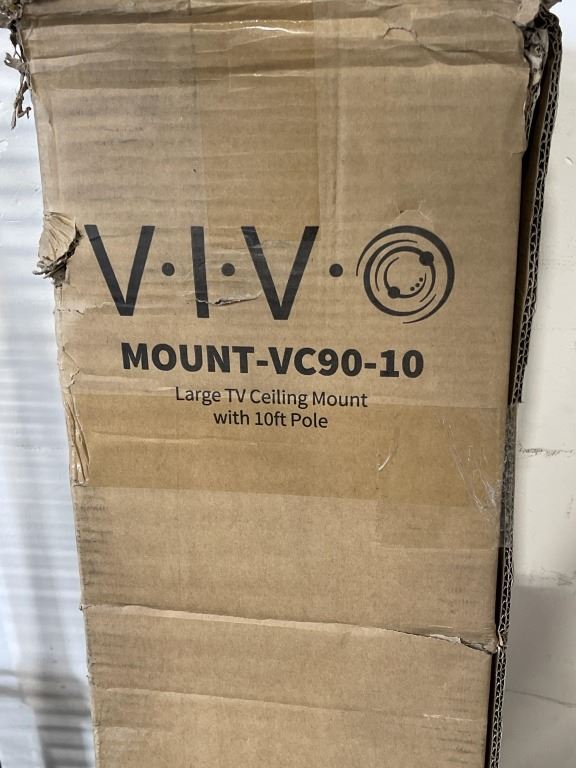 V·I·V·O
MOUNT-VC90-10
Large TV Ceiling Mount
with 10ft Pole